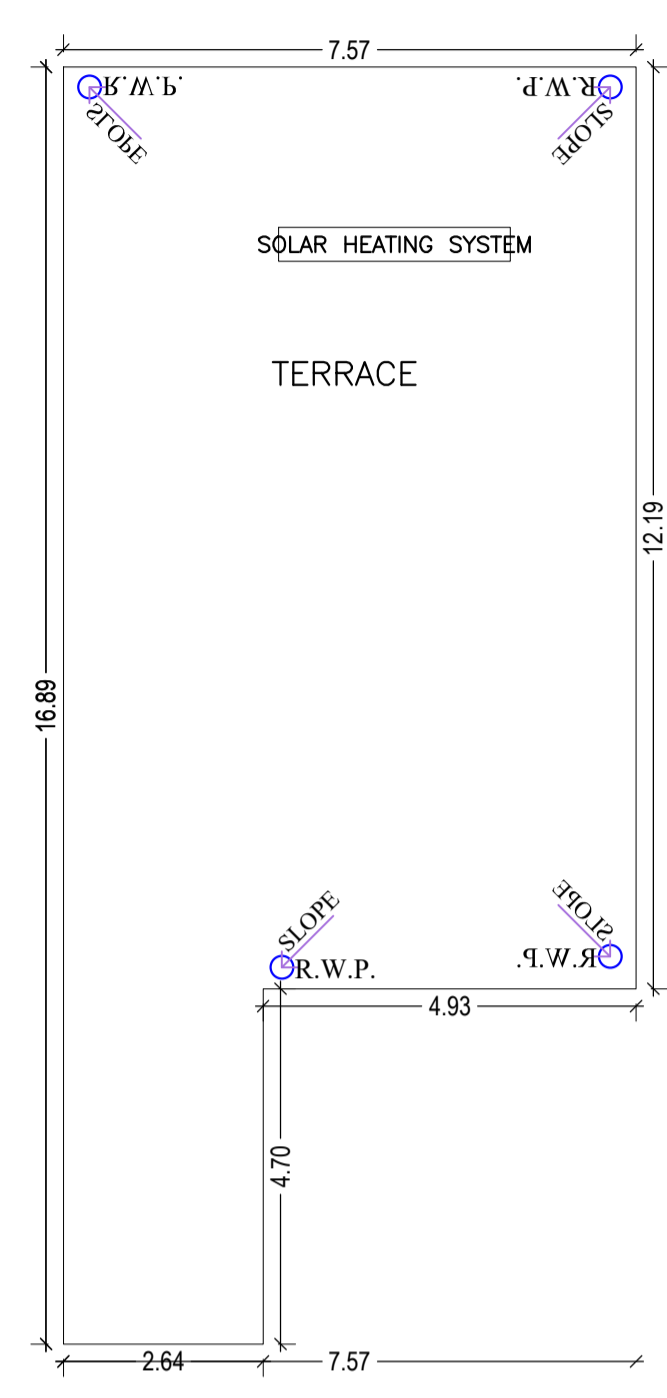 7.57
R.W.P.
R.W.P.
SLOPE
SLOPE
SOLAR HEATING SYSTEM
TERRACE
12.19
16.89
SLOPE
SLOPE
R.W.P.
R.W.P.
4.93
4.70
2.64
7.57